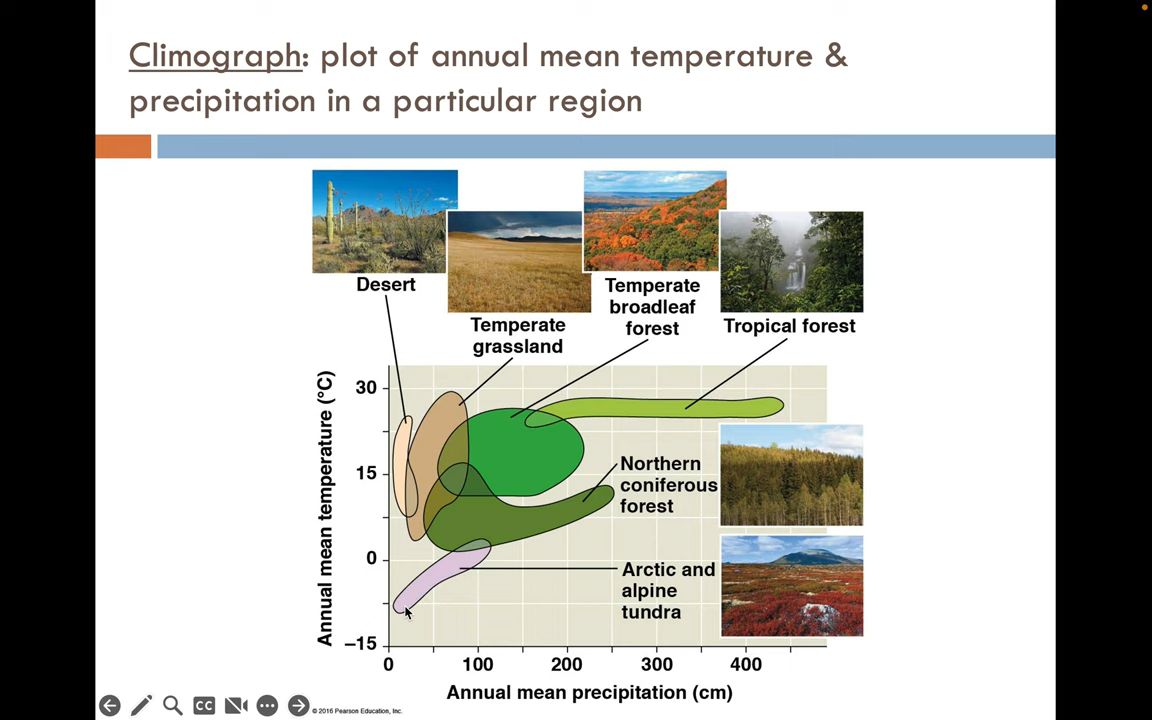 Climograph: plot of annual mean temperature &
precipitation in a particular region
Desert
Temperate
grassland
Temperate
broadleaf
forest
Tropical forest
Annual mean temperature (°C)
30
15
0
–15
Northern
coniferous
forest
Arctic and
alpine
tundra
0 100 200 300 400
Annual mean precipitation (cm)
CC
© 2016 Pearson Education, Inc.